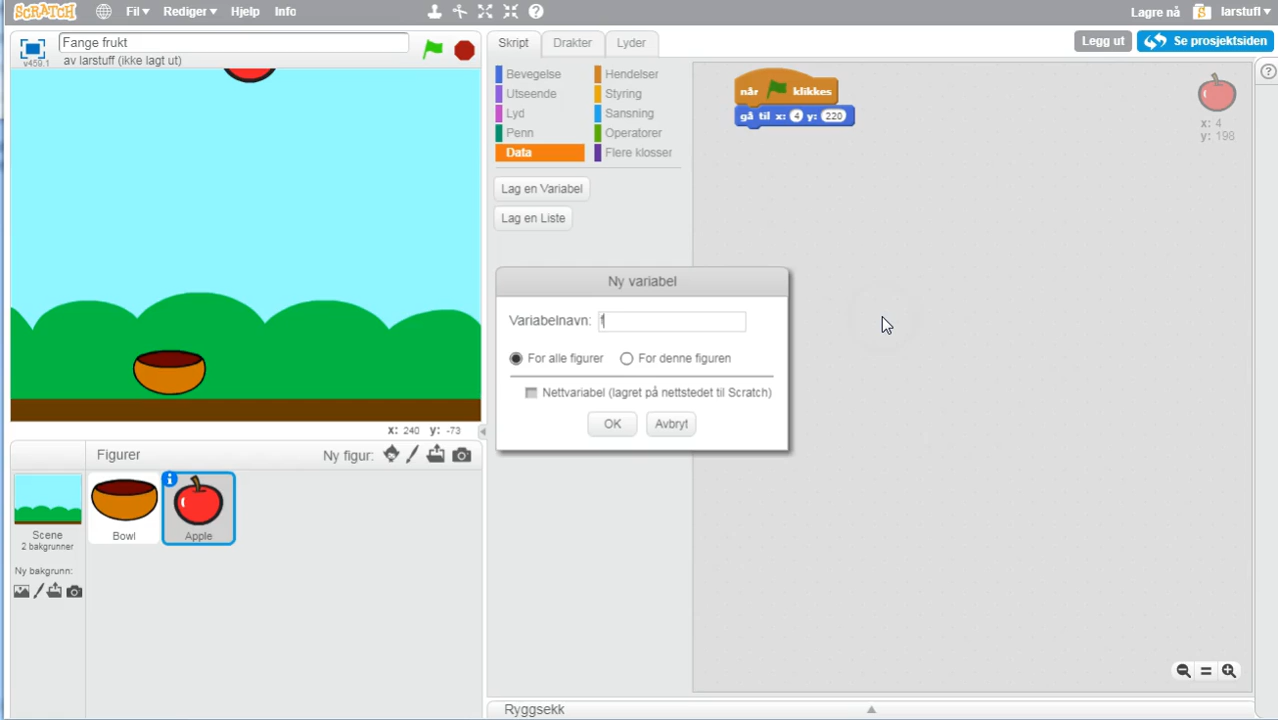 SCRATCH Fil Rediger Hjelp Info Lagre nå S larstufl
v459.1 Fange frukt
av larstuff (ikke lagt ut)
Skript Drakter Lyder
Legg ut Se prosjektsiden
Bevegelse Hendelser
Utseende Styring
Lyd Sansning
Penn Operatorer
Data Flere klosser
Lag en Variabel
Lag en Liste
når klikkes
gå til x: 4 y: 220
x: 4
y: 198
Ny variabel
Variabelnavn: f
For alle figurer For denne figuren
Nettvariabel (lagret på nettstedet til Scratch)
OK Avbryt
x: 240 y: -73
Figurer Ny figur:
Scene
2 bakgrunner
Bowl
Apple
Ny bakgrunn:
Ryggsekk